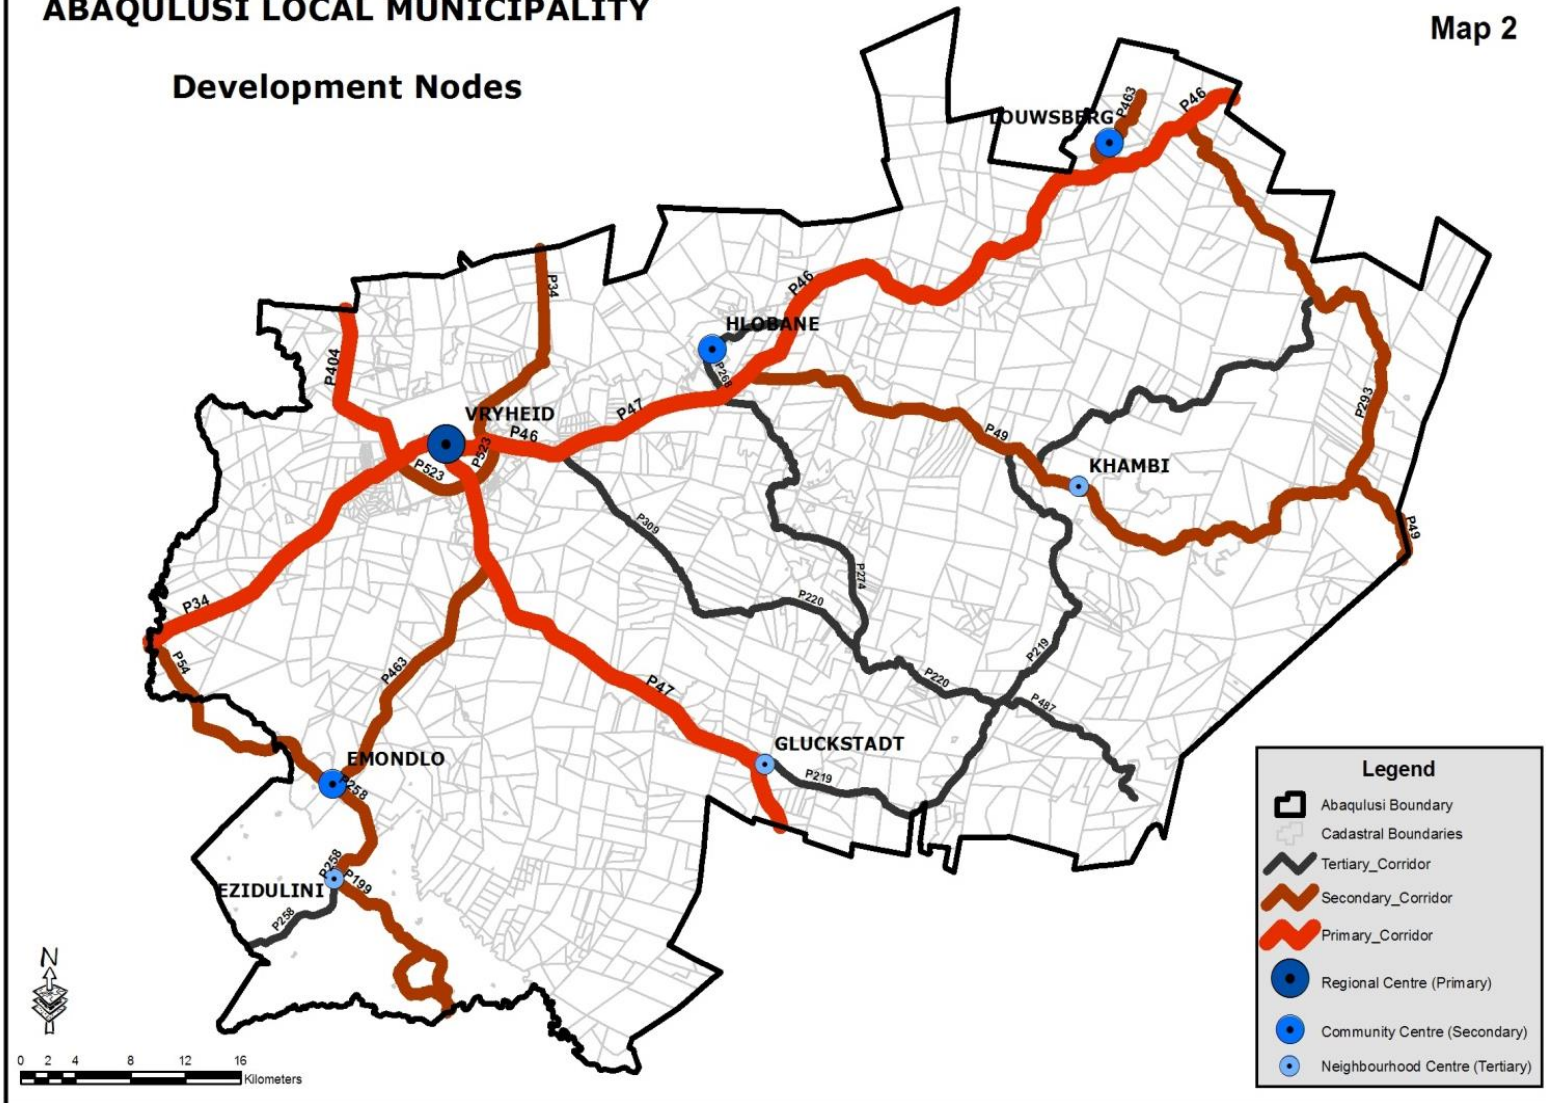 ABAQULUSI LOCAL MUNICIPALITY
Map 2
Development Nodes
LOUWSBERG
P463
P46
P34
P46
HLOBANE
P404
P268
VRYHEID
P47
P46
P523
P523
P49
P293
KHAMBI
P309
P49
P274
P220
P34
P219
P54
P463
P220
P47
P487
GLUCKSTADT
EMONDLO
P219
P258
P258
P199
EZIDULINI
P258
N
0 2 4 8 12 16
Kilometers
Legend
Abaqulusi Boundary
Cadastral Boundaries
Tertiary_Corridor
Secondary_Corridor
Primary_Corridor
Regional Centre (Primary)
Community Centre (Secondary)
Neighbourhood Centre (Tertiary)